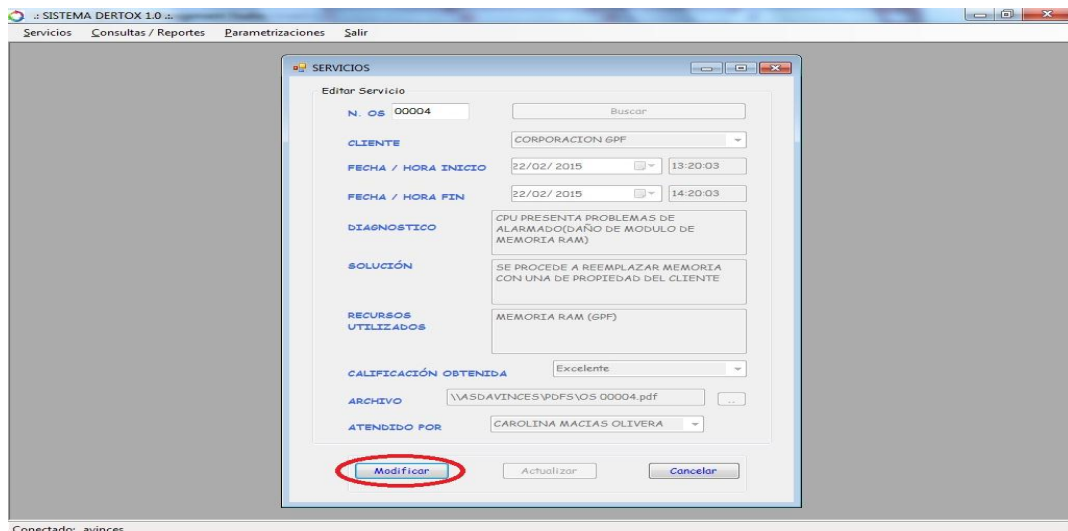 .: SISTEMA DERTOX 1.0 .:.
Servicios Consultas / Reportes Parametrizaciones Salir
SERVICIOS
Editar Servicio
N. OS 00004 Buscar
CLIENTE CORPORACION GPF
FECHA / HORA INICIO 22/02/2015 13:20:03
FECHA / HORA FIN 22/02/2015 14:20:03
DIAGNOSTICO
CPU PRESENTA PROBLEMAS DE
ALARMADO(DAÑO DE MODULO DE
MEMORIA RAM)
SOLUCIÓN
SE PROCEDE A REEMPLAZAR MEMORIA
CON UNA DE PROPIEDAD DEL CLIENTE
RECURSOS
UTILIZADOS
MEMORIA RAM (GPF)
CALIFICACIÓN OBTENIDA Excelente
ARCHIVO \\ASDAVINCES\PDFS\OS 00004.pdf ..
ATENDIDO POR CAROLINA MACIAS OLIVERA
Modificar Actualizar Cancelar
Conectado: avinces